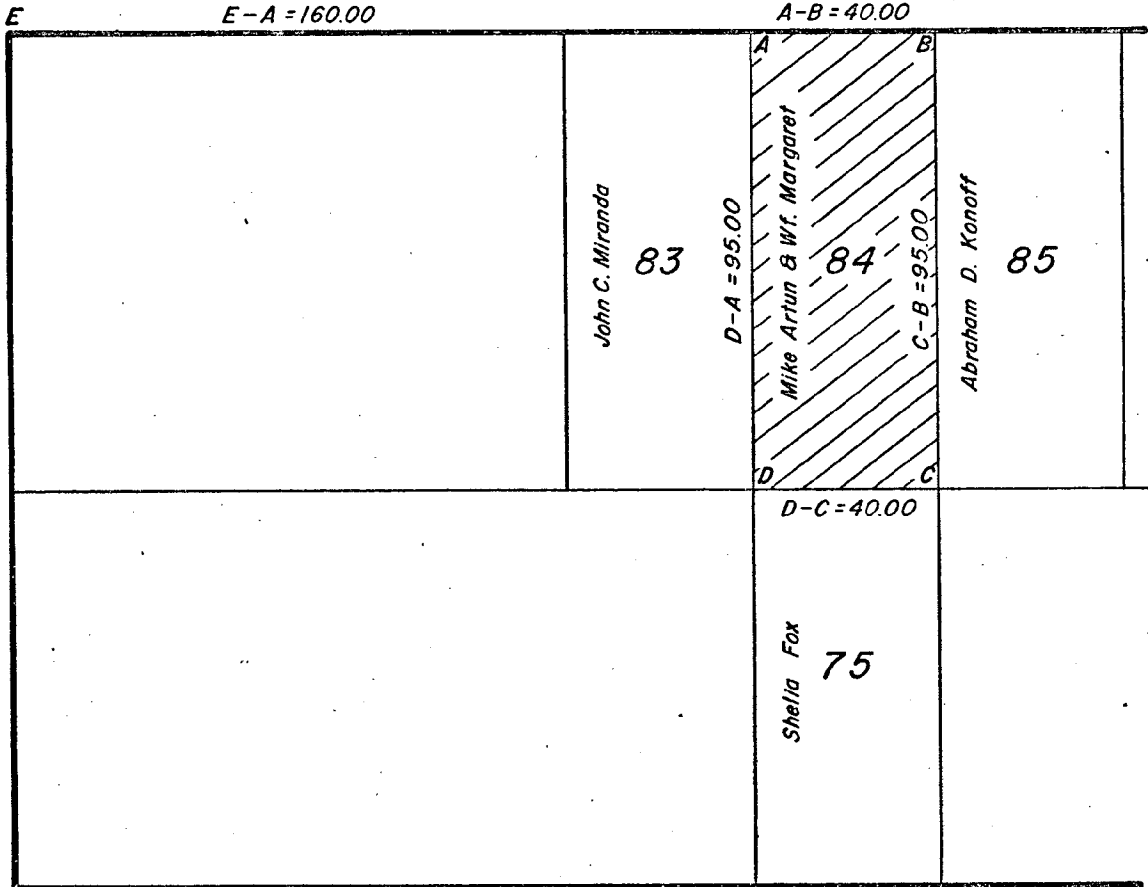 E
E-A = 160.00
A-B = 40.00
A
B
John C. Miranda
83
D-A = 95.00
Mike Artun & Wf. Margaret
84
C-B = 95.00
Abraham D. Konoff
85
D
C
D-C = 40.00
Shelia Fox
75